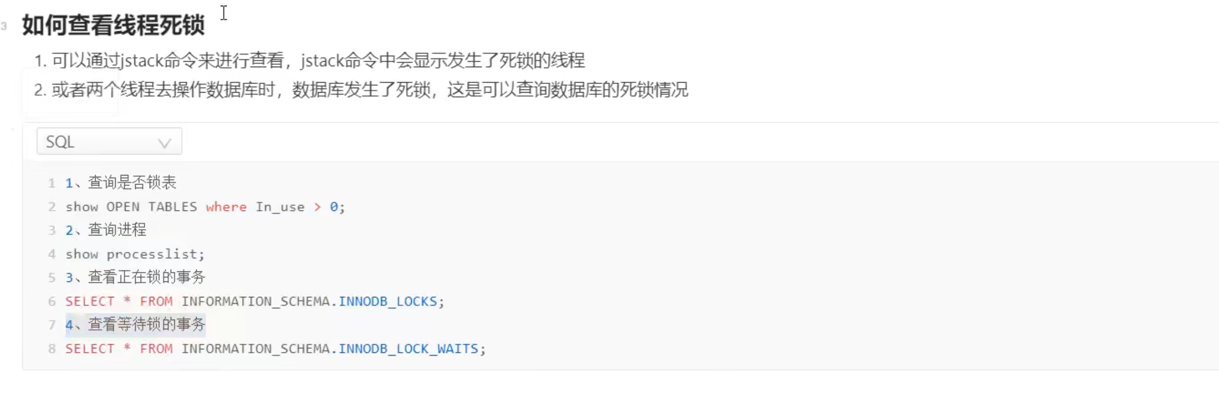 3
如何查看线程死锁
1. 可以通过jstack命令来进行查看，jstack命令中会显示发生了死锁的线程
2. 或者两个线程去操作数据库时，数据库发生了死锁，这是可以查询数据库的死锁情况
SQL
1 1、查询是否锁表
2 show OPEN TABLES where In_use > 0;
3 2、查询进程
4 show processlist;
5 3、查看正在锁的事务
6 SELECT * FROM INFORMATION_SCHEMA.INNODB_LOCKS;
7 4、查看等待锁的事务
8 SELECT * FROM INFORMATION_SCHEMA.INNODB_LOCK_WAITS;